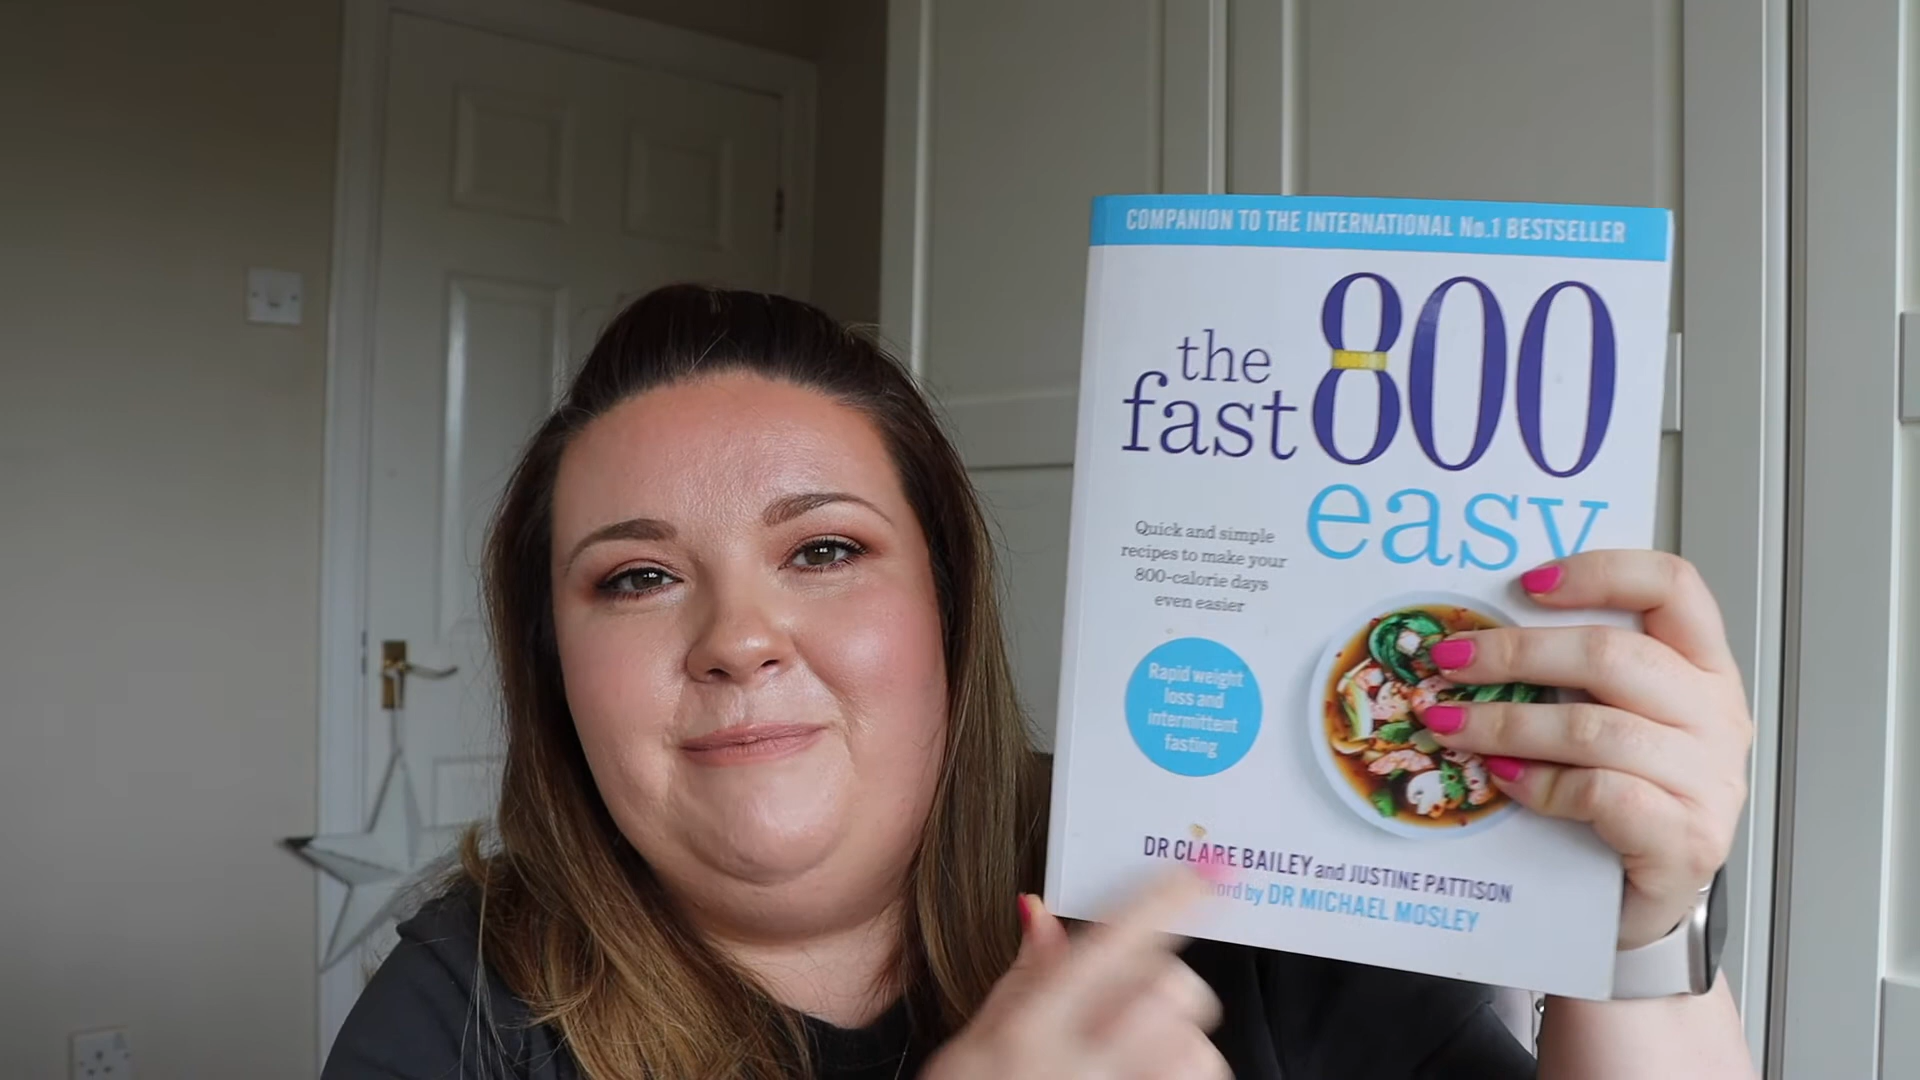 COMPANION TO THE INTERNATIONAL No.1 BESTSELLER
the
fast 800
easy
Quick and simple
recipes to make your
800-calorie days
even easier
Rapid weight
loss and
intermittent
fasting
DR CLARE BAILEY and JUSTINE PATTISON
by DR MICHAEL MOSLEY